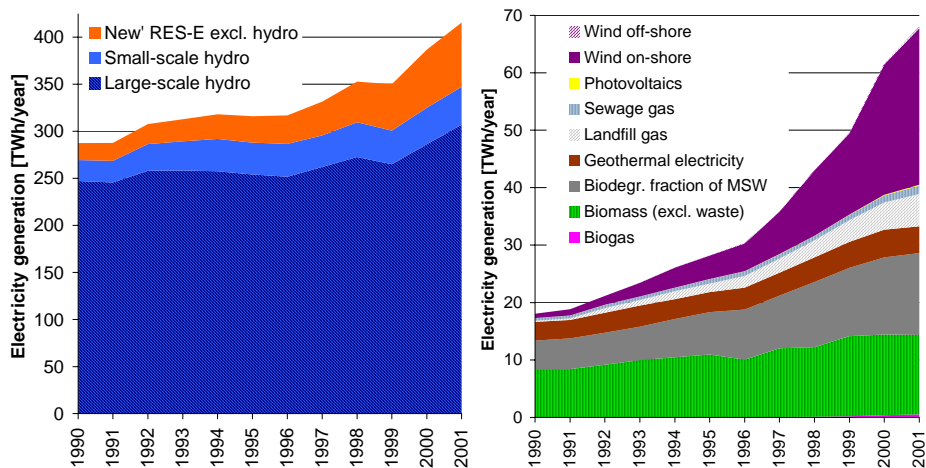 Electricity generation [TWh/year]
400
350
300
250
200
150
100
50
0
New' RES-E excl. hydro
Small-scale hydro
Large-scale hydro
1990
1991
1992
1993
1994
1995
1996
1997
1998
1999
2000
2001
Electricity generation [TWh/year]
70
60
50
40
30
20
10
0
Wind off-shore
Wind on-shore
Photovoltaics
Sewage gas
Landfill gas
Geothermal electricity
Biodegr. fraction of MSW
Biomass (excl. waste)
Biogas
1990
1991
1992
1993
1994
1995
1996
1997
1998
1999
2000
2001